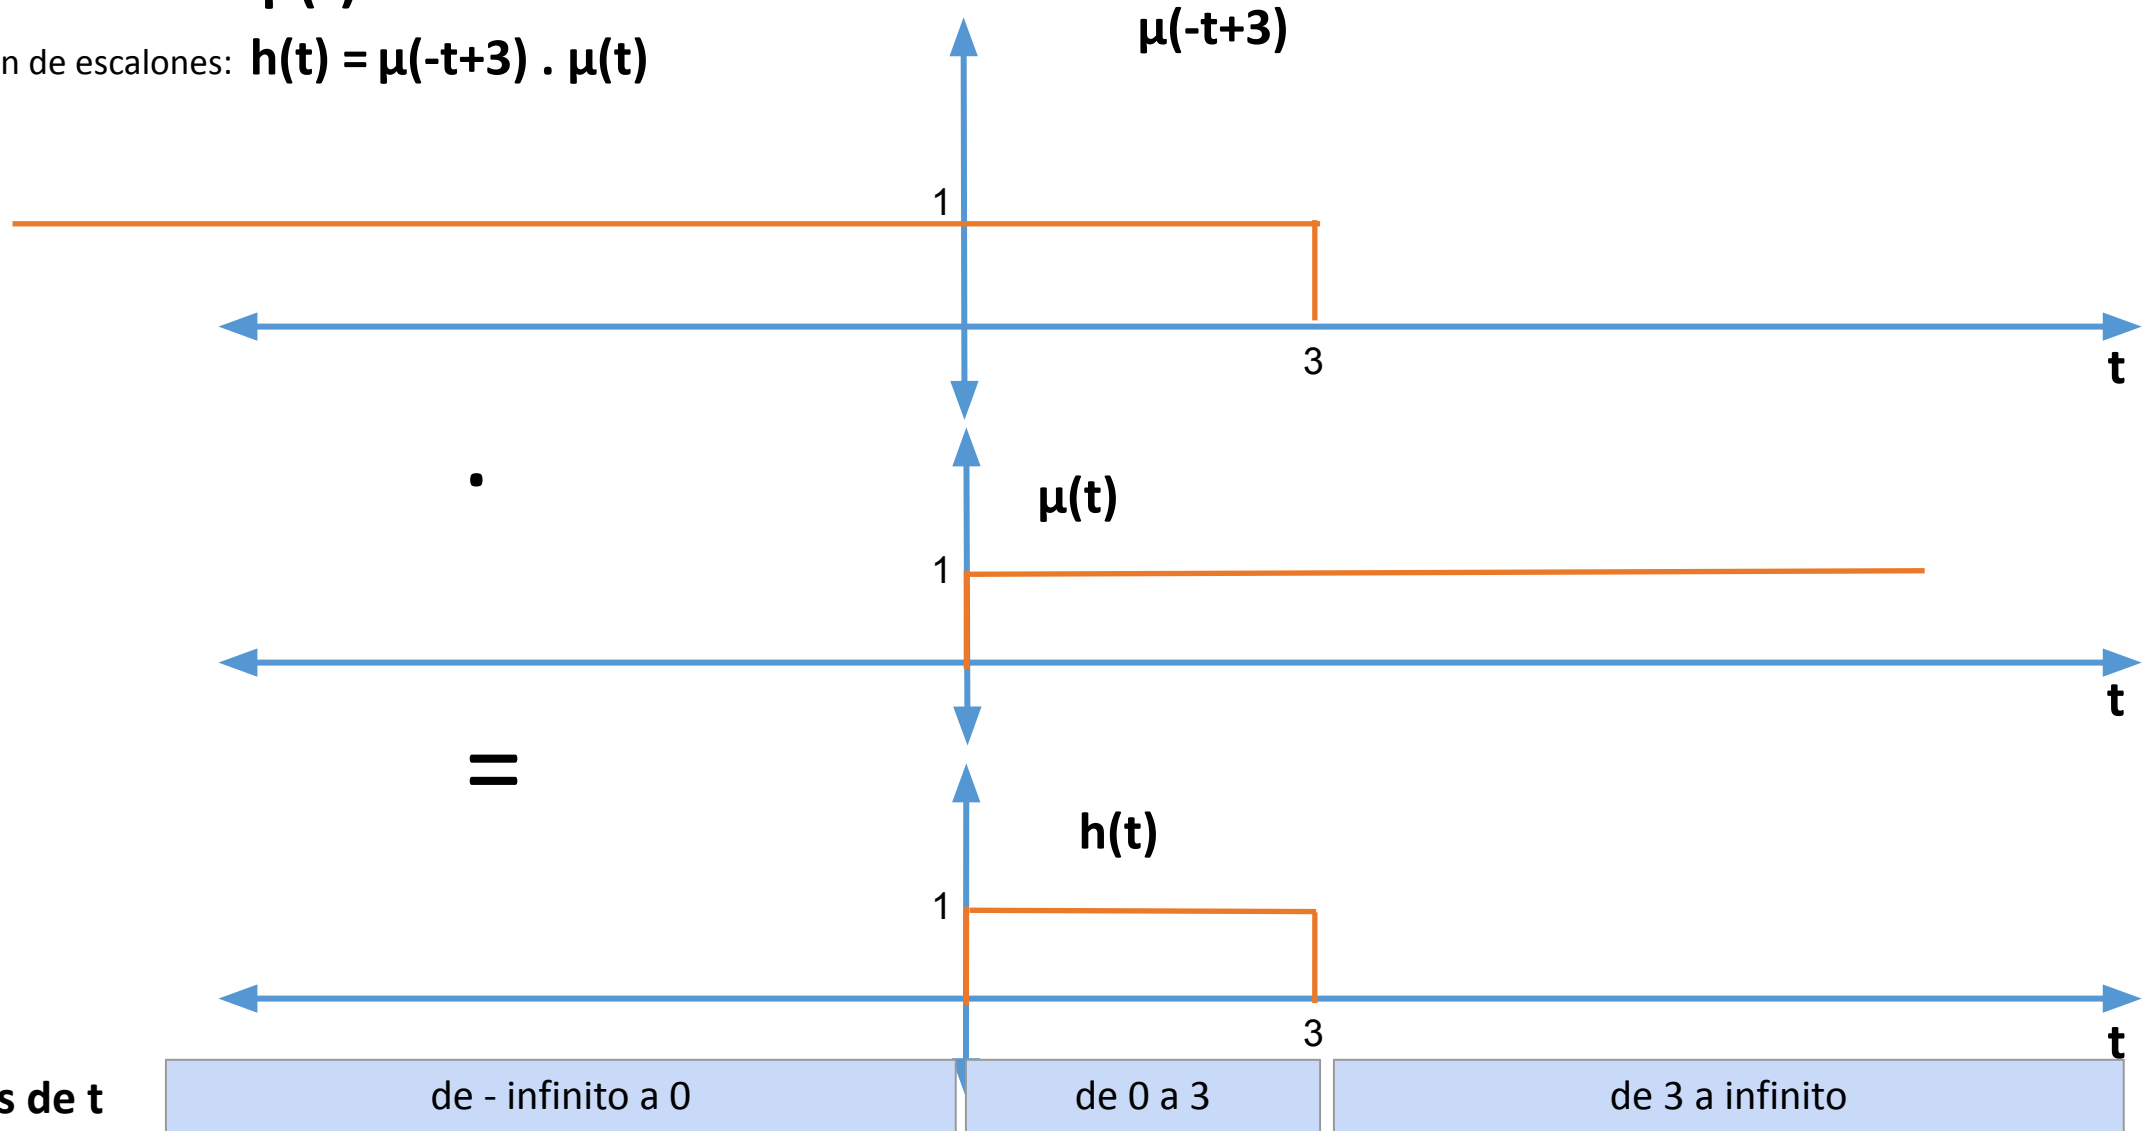 n de escalones: h(t) = μ(-t+3) . μ(t)
μ(-t+3)
1
3
t
.
μ(t)
1
t
=
h(t)
1
3
t
s de t
de - infinito a 0
de 0 a 3
de 3 a infinito